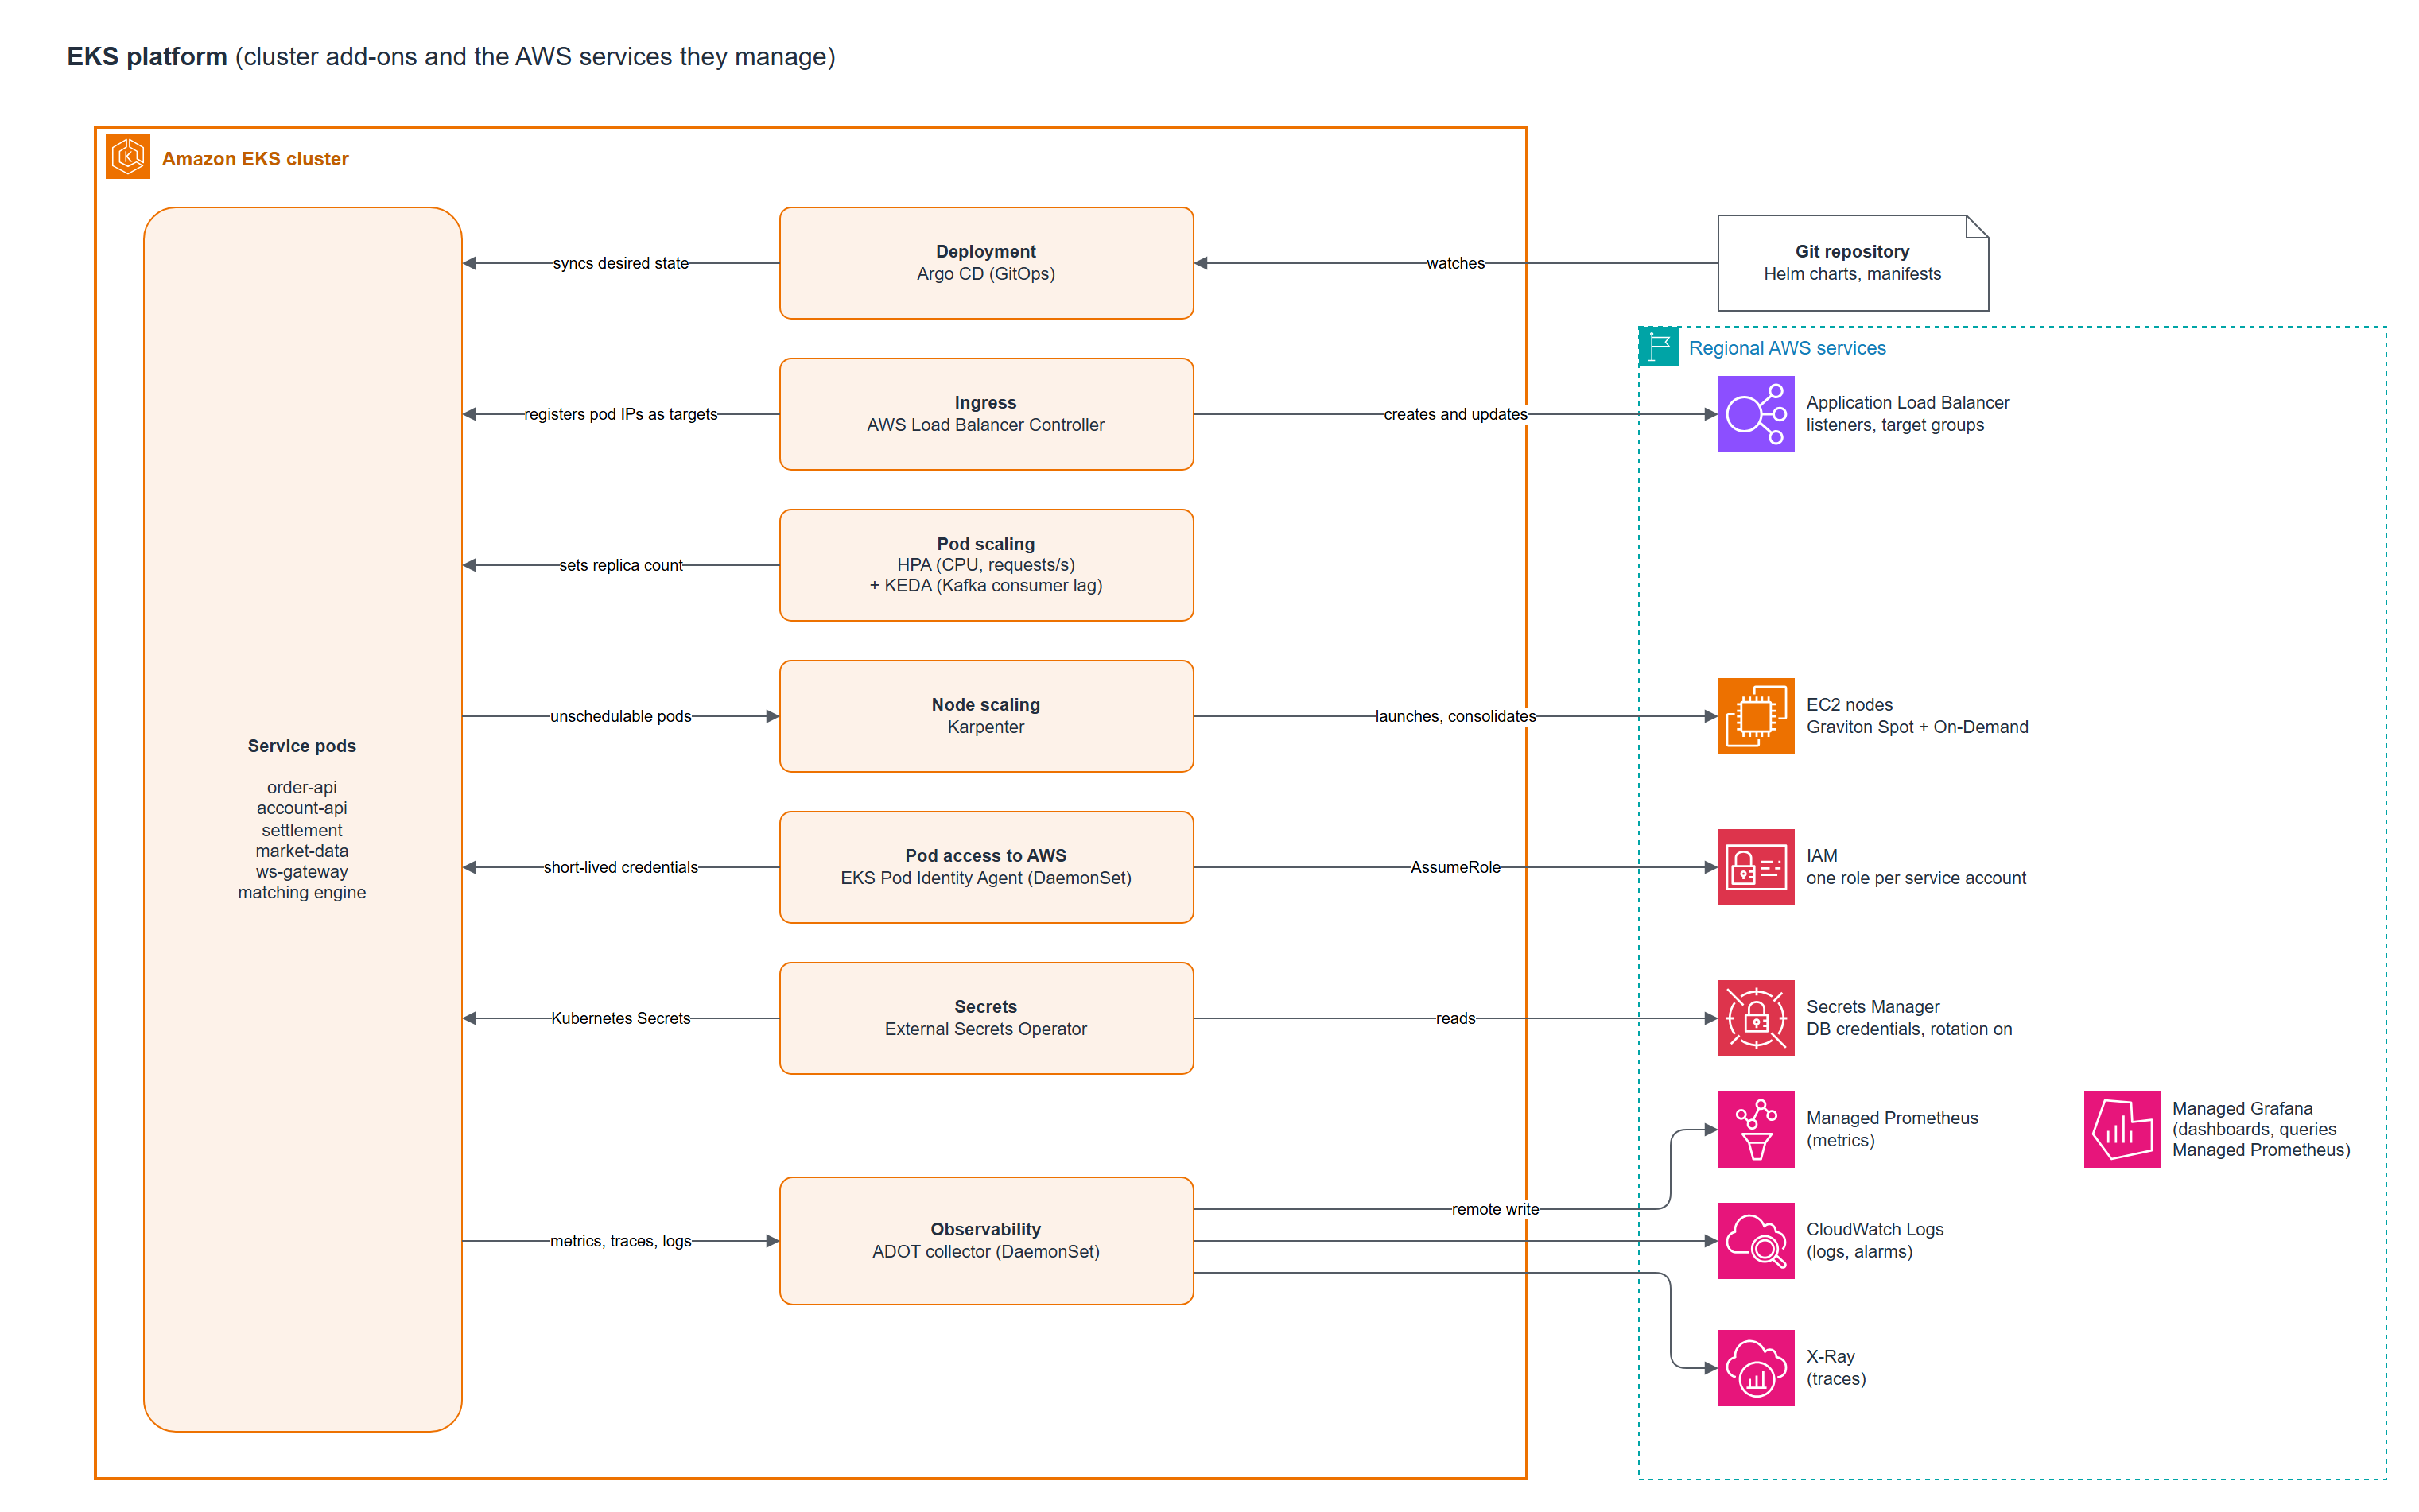 EKS platform (cluster add-ons and the AWS services they manage)
Amazon EKS cluster
Service pods
order-api
account-api
settlement
market-data
ws-gateway
matching engine
syncs desired state
Deployment
Argo CD (GitOps)
watches
Git repository
Helm charts, manifests
Regional AWS services
registers pod IPs as targets
Ingress
AWS Load Balancer Controller
creates and updates
Application Load Balancer
listeners, target groups
sets replica count
Pod scaling
HPA (CPU, requests/s)
+ KEDA (Kafka consumer lag)
unschedulable pods
Node scaling
Karpenter
launches, consolidates
EC2 nodes
Graviton Spot + On-Demand
short-lived credentials
Pod access to AWS
EKS Pod Identity Agent (DaemonSet)
AssumeRole
IAM
one role per service account
Kubernetes Secrets
Secrets
External Secrets Operator
reads
Secrets Manager
DB credentials, rotation on
metrics, traces, logs
Observability
ADOT collector (DaemonSet)
remote write
Managed Prometheus
(metrics)
Managed Grafana
(dashboards, queries
Managed Prometheus)
CloudWatch Logs
(logs, alarms)
X-Ray
(traces)